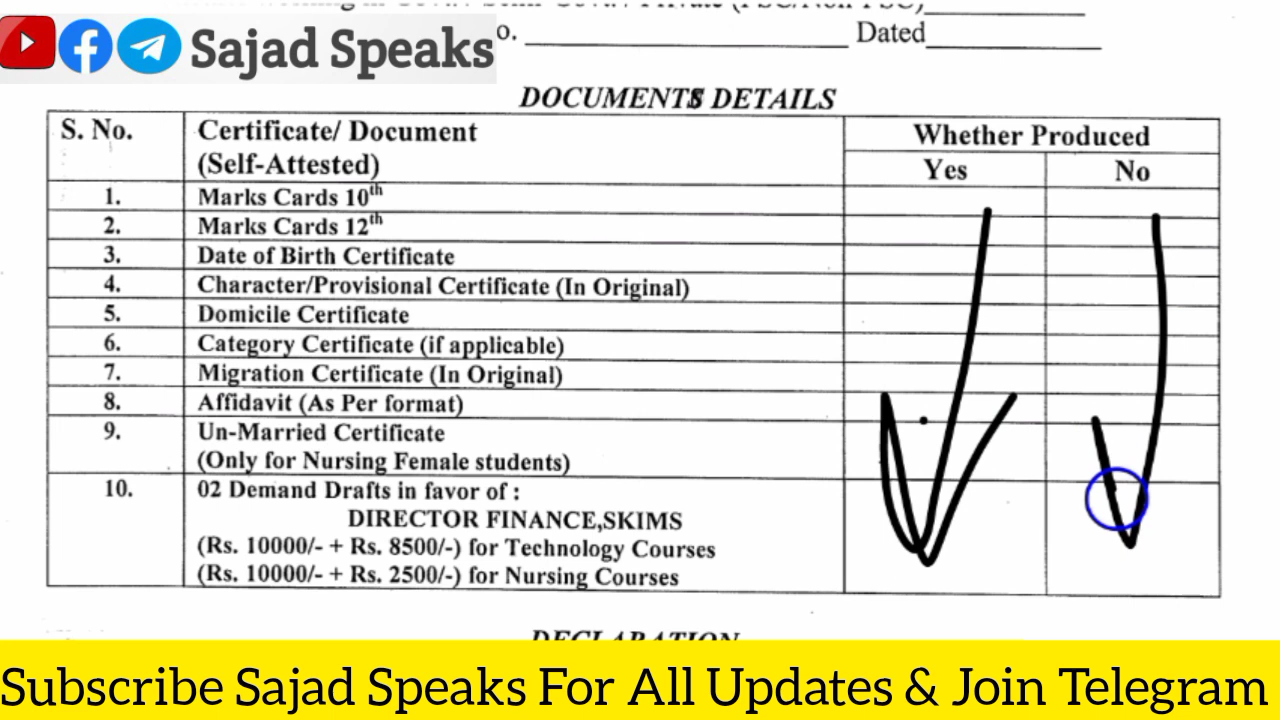 (PSC/Non PSC)
Sajad Speaks
o. Dated
DOCUMENTS DETAILS
S. No. Certificate/ Document Whether Produced
(Self-Attested) Yes No
1. Marks Cards 10th
2. Marks Cards 12th
3. Date of Birth Certificate
4. Character/Provisional Certificate (In Original)
5. Domicile Certificate
6. Category Certificate (if applicable)
7. Migration Certificate (In Original)
8. Affidavit (As Per format)
9. Un-Married Certificate
(Only for Nursing Female students)
10. 02 Demand Drafts in favor of :
DIRECTOR FINANCE,SKIMS
(Rs. 10000/- + Rs. 8500/-) for Technology Courses
(Rs. 10000/- + Rs. 2500/-) for Nursing Courses
DECLARATION
Subscribe Sajad Speaks For All Updates & Join Telegram